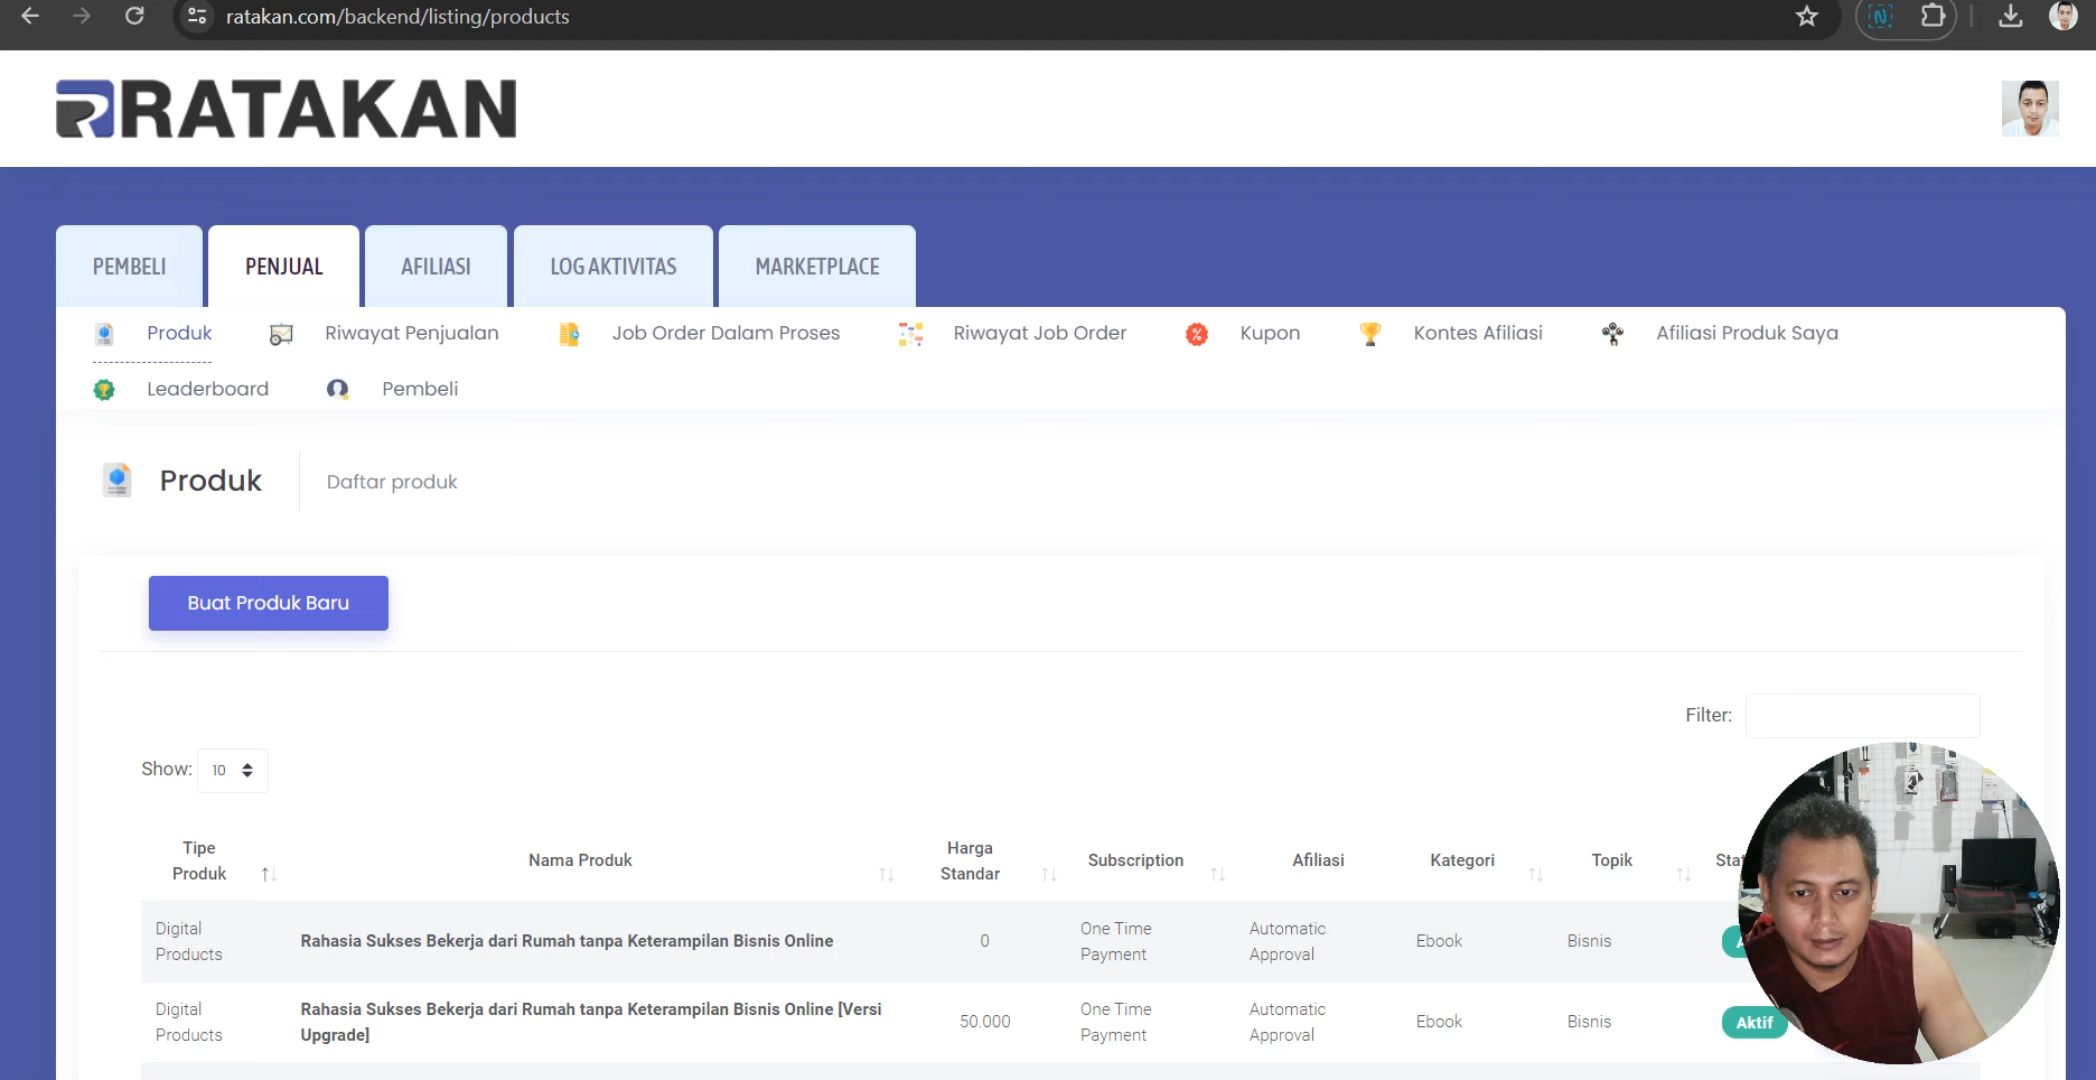 ratakan.com/backend/listing/products
RATAKAN
PEMBELI PENJUAL AFILIASI LOG AKTIVITAS MARKETPLACE
Produk Riwayat Penjualan Job Order Dalam Proses Riwayat Job Order Kupon Kontes Afiliasi Afiliasi Produk Saya
Leaderboard Pembeli
Produk Daftar produk
Buat Produk Baru
Filter:
Show: 10
Tipe Produk Nama Produk Harga Standar Subscription Afiliasi Kategori Topik
Digital Products Rahasia Sukses Bekerja dari Rumah tanpa Keterampilan Bisnis Online 0 One Time Payment Automatic Approval Ebook Bisnis
Digital Products Rahasia Sukses Bekerja dari Rumah tanpa Keterampilan Bisnis Online [Versi Upgrade] 50.000 One Time Payment Automatic Approval Ebook Bisnis Aktif